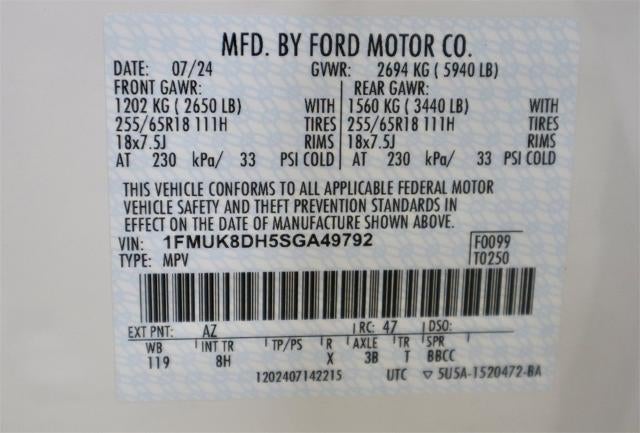 MFD. BY FORD MOTOR CO.
DATE: 07/24 GVWR: 2694 KG ( 5940 LB)
FRONT GAWR: REAR GAWR:
1202 KG ( 2650 LB) WITH 1560 KG ( 3440 LB) WITH
255/65R18 111H TIRES 255/65R18 111H TIRES
18x7.5J RIMS 18x7.5J RIMS
AT 230 kPa/ 33 PSI COLD AT 230 kPa/ 33 PSI COLD
THIS VEHICLE CONFORMS TO ALL APPLICABLE FEDERAL MOTOR
VEHICLE SAFETY AND THEFT PREVENTION STANDARDS IN
EFFECT ON THE DATE OF MANUFACTURE SHOWN ABOVE.
VIN: 1FMUK8DH5SGA49792 F0099
TYPE: MPV T0250
EXT PNT: AZ RC: 47 DSO:
WB INT TR TP/PS R AXLE TR SPR
119 8H X 3B T BBCC
1202407142215 UTC ▽ 5U5A-1520472-BA